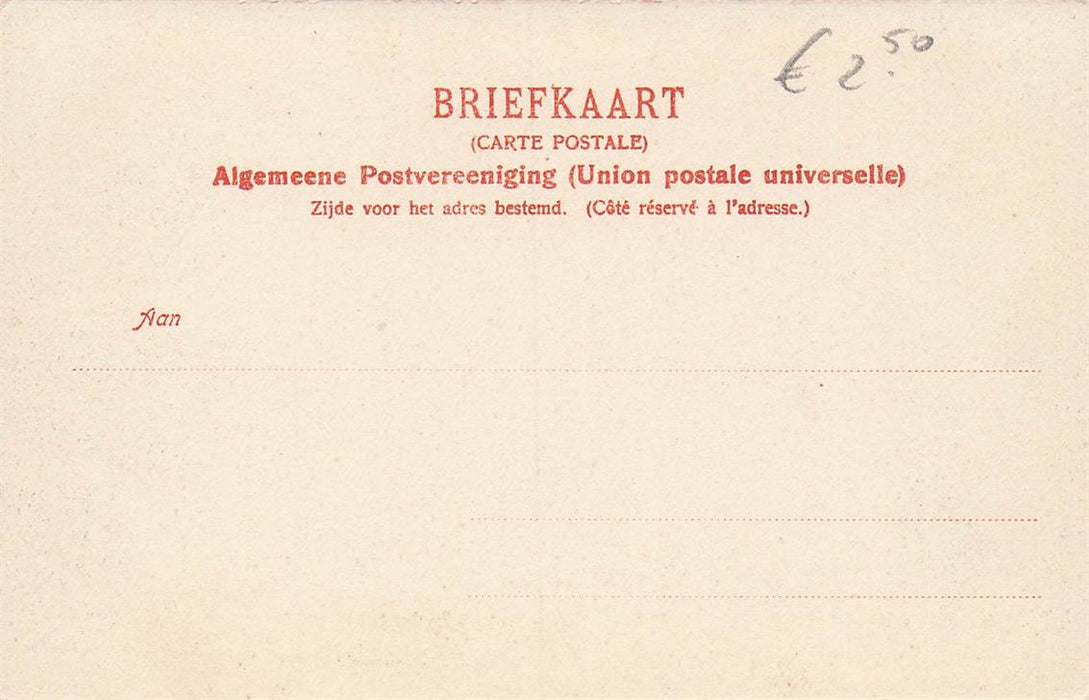 € 2.50
BRIEFKAART
(CARTE POSTALE)
Algemeene Postvereeniging (Union postale universelle)
Zijde voor het adres bestemd. (Côté réservé à l'adresse.)
Aan